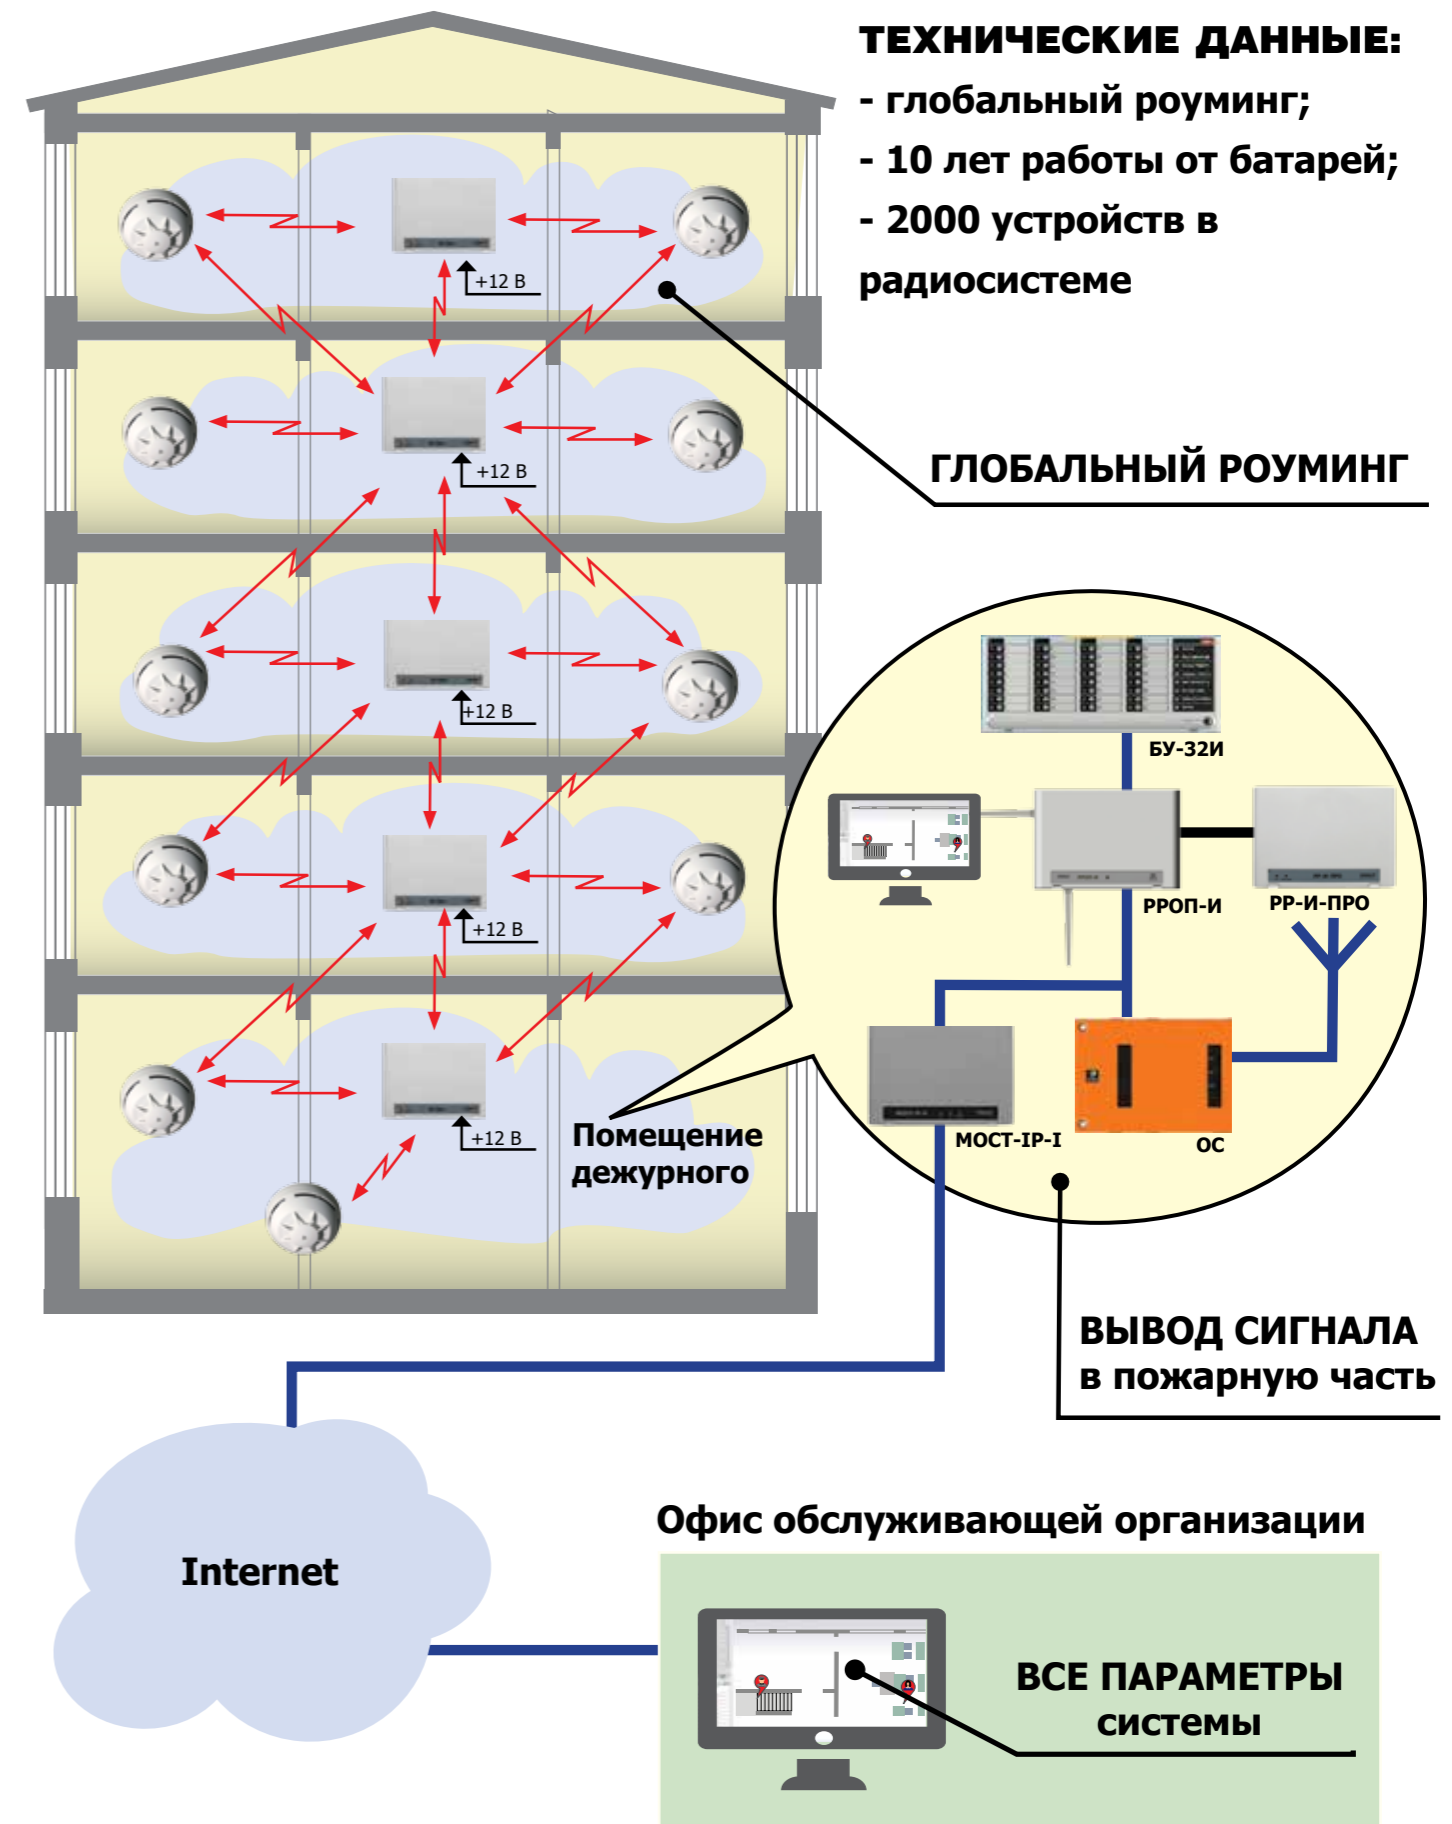 ТЕХНИЧЕСКИЕ ДАННЫЕ:
- глобальный роуминг;
- 10 лет работы от батарей;
- 2000 устройств в
радиосистеме
+12 В
ГЛОБАЛЬНЫЙ РОУМИНГ
+12 В
+12 В
БУ-32И
РРОП-И
РР-И-ПРО
+12 В
МОСТ-IP-I
ОС
+12 В
Помещение
дежурного
ВЫВОД СИГНАЛА
в пожарную часть
Офис обслуживающей организации
Internet
ВСЕ ПАРАМЕТРЫ
системы